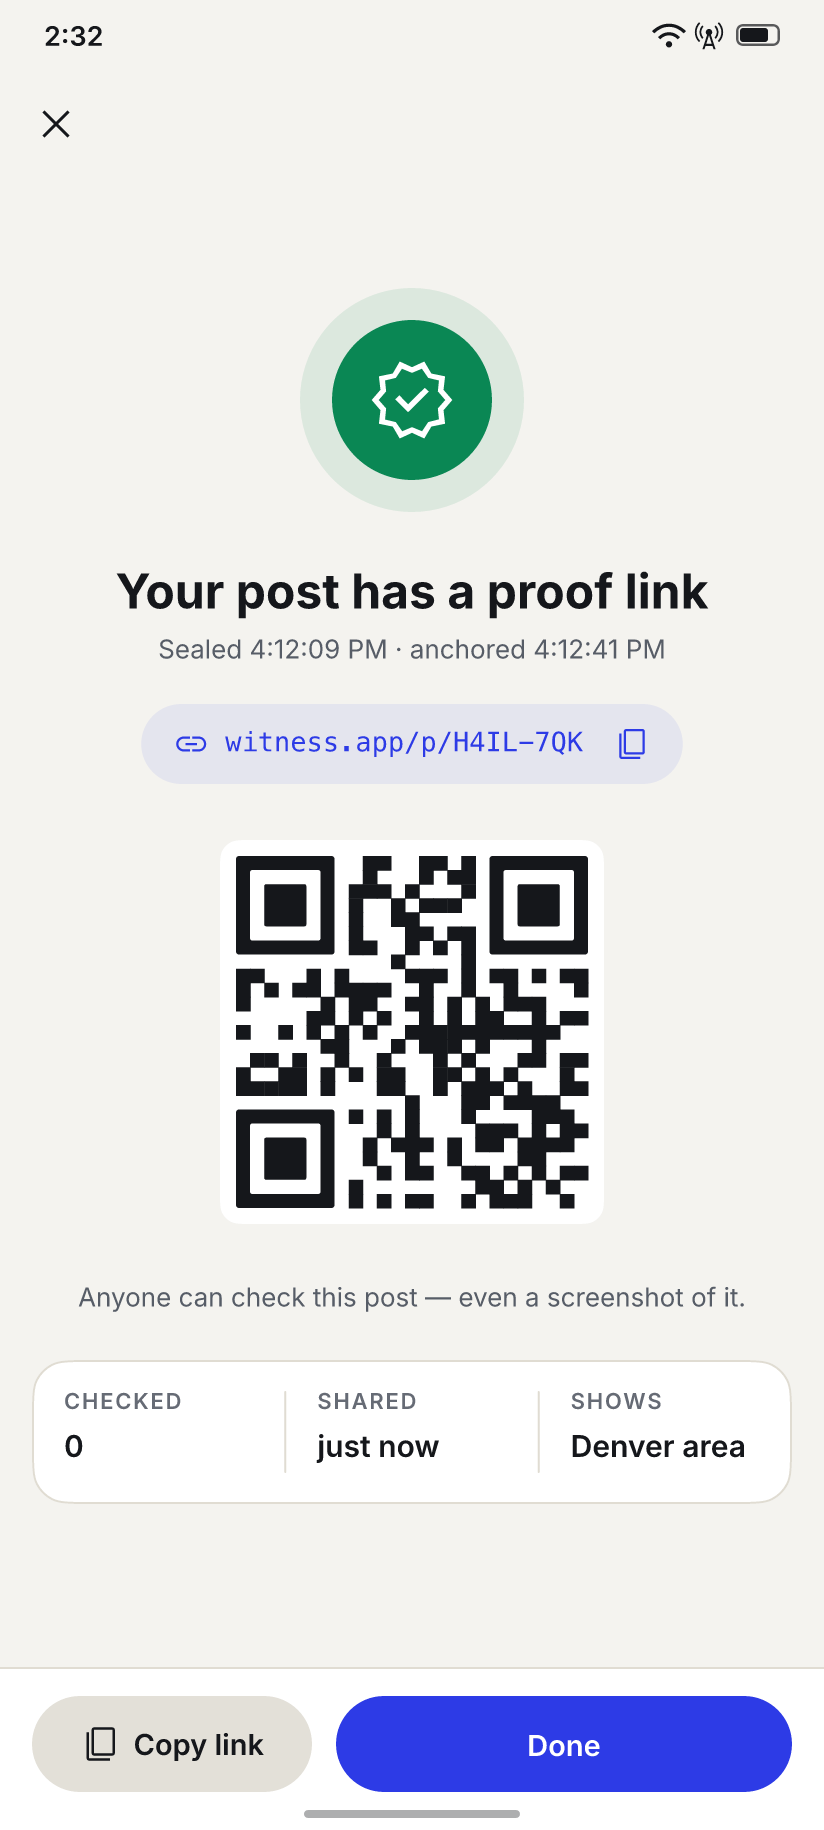 2:32
Your post has a proof link
Sealed 4:12:09 PM · anchored 4:12:41 PM
witness.app/p/H4IL–7QK
Anyone can check this post — even a screenshot of it.
CHECKED
0
SHARED
just now
SHOWS
Denver area
Copy link
Done